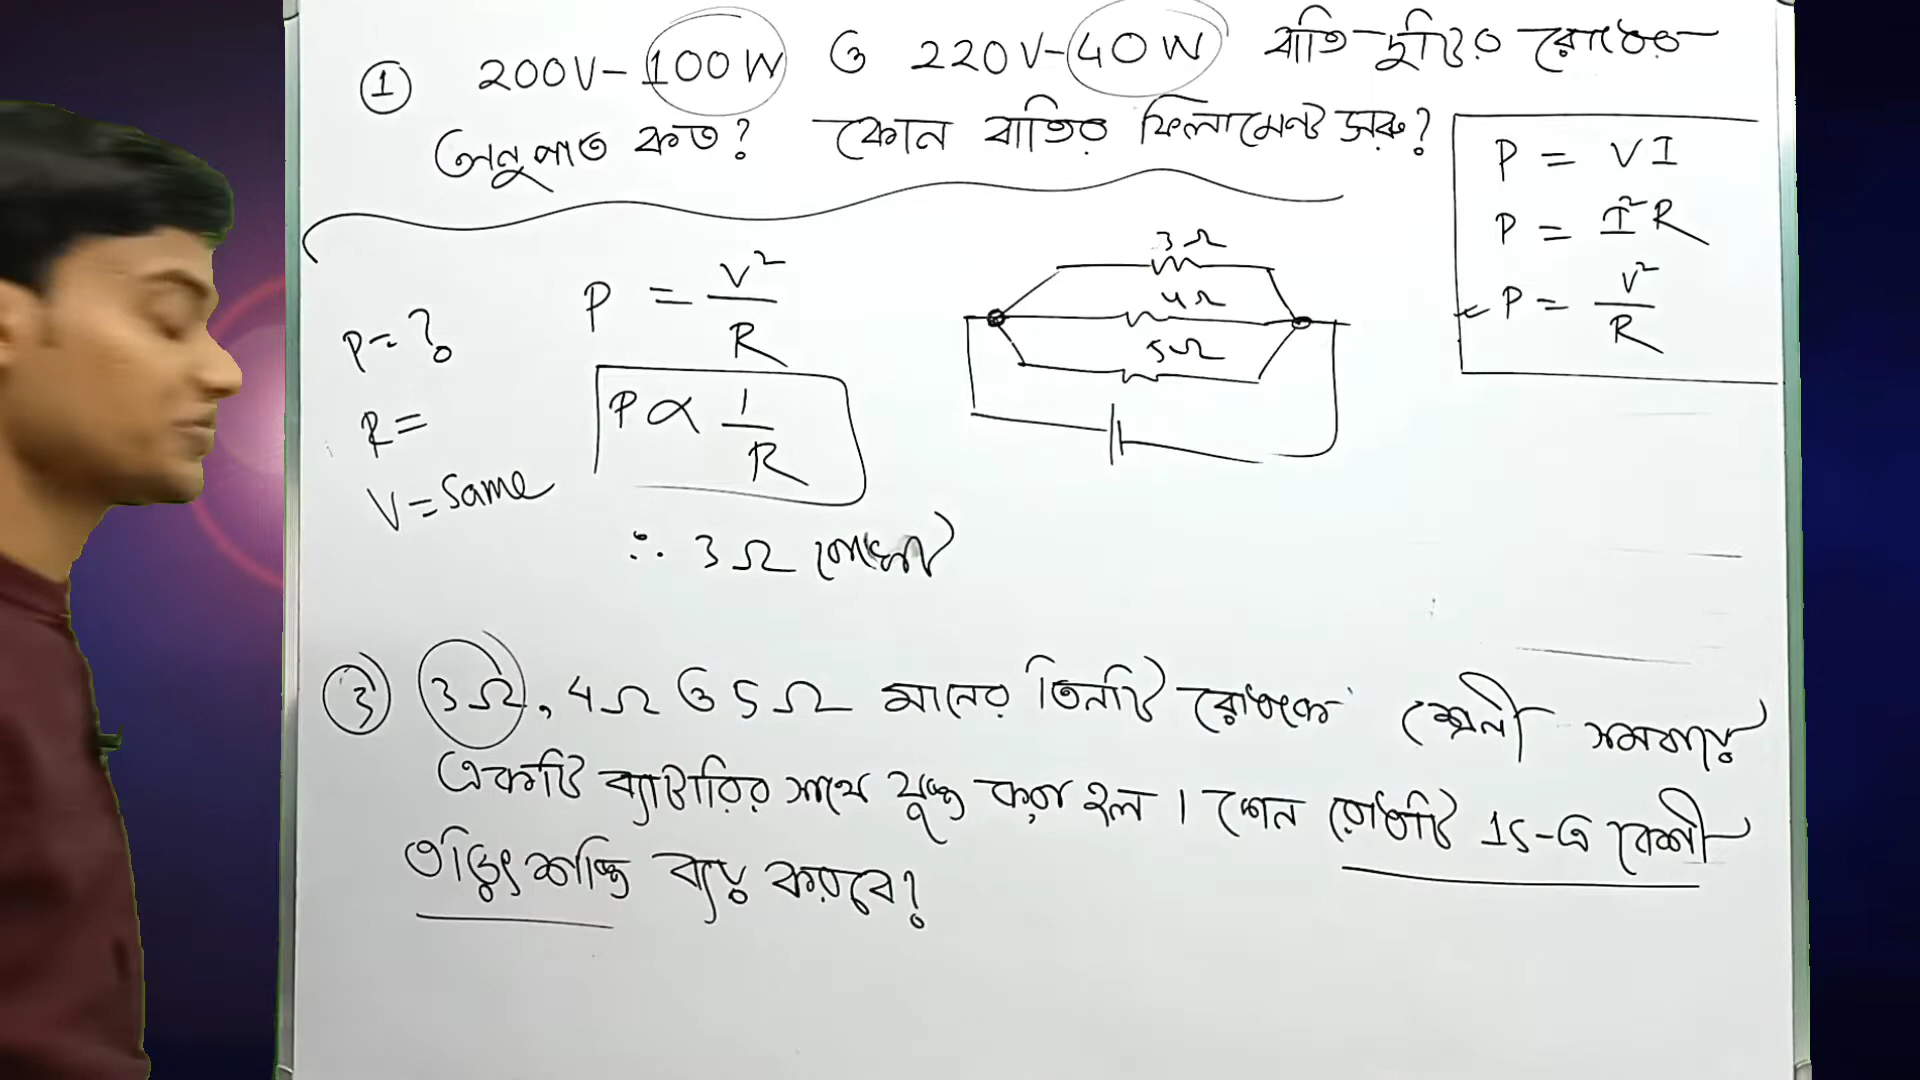 ① 200V-100W ও 220V-40W বাতি দুটির রোধের
অনুপাত কত? কোন বাতির ফিলামেন্ট সরু?
P = VI
P = I²R
P = V²/R
P = ?
R =
V = Same
P = V²/R
P ∝ 1/R
∴ 3Ω
3Ω
4Ω
5Ω
③ 3Ω, 4Ω ও 5Ω মানের তিনটি রোধকে শ্রেণী সমবায়ে
একটি ব্যাটারির সাথে যুক্ত করা হল। কোন রোধটি 1S-এ বেশী
তড়িৎশক্তি ব্যয় করবে?